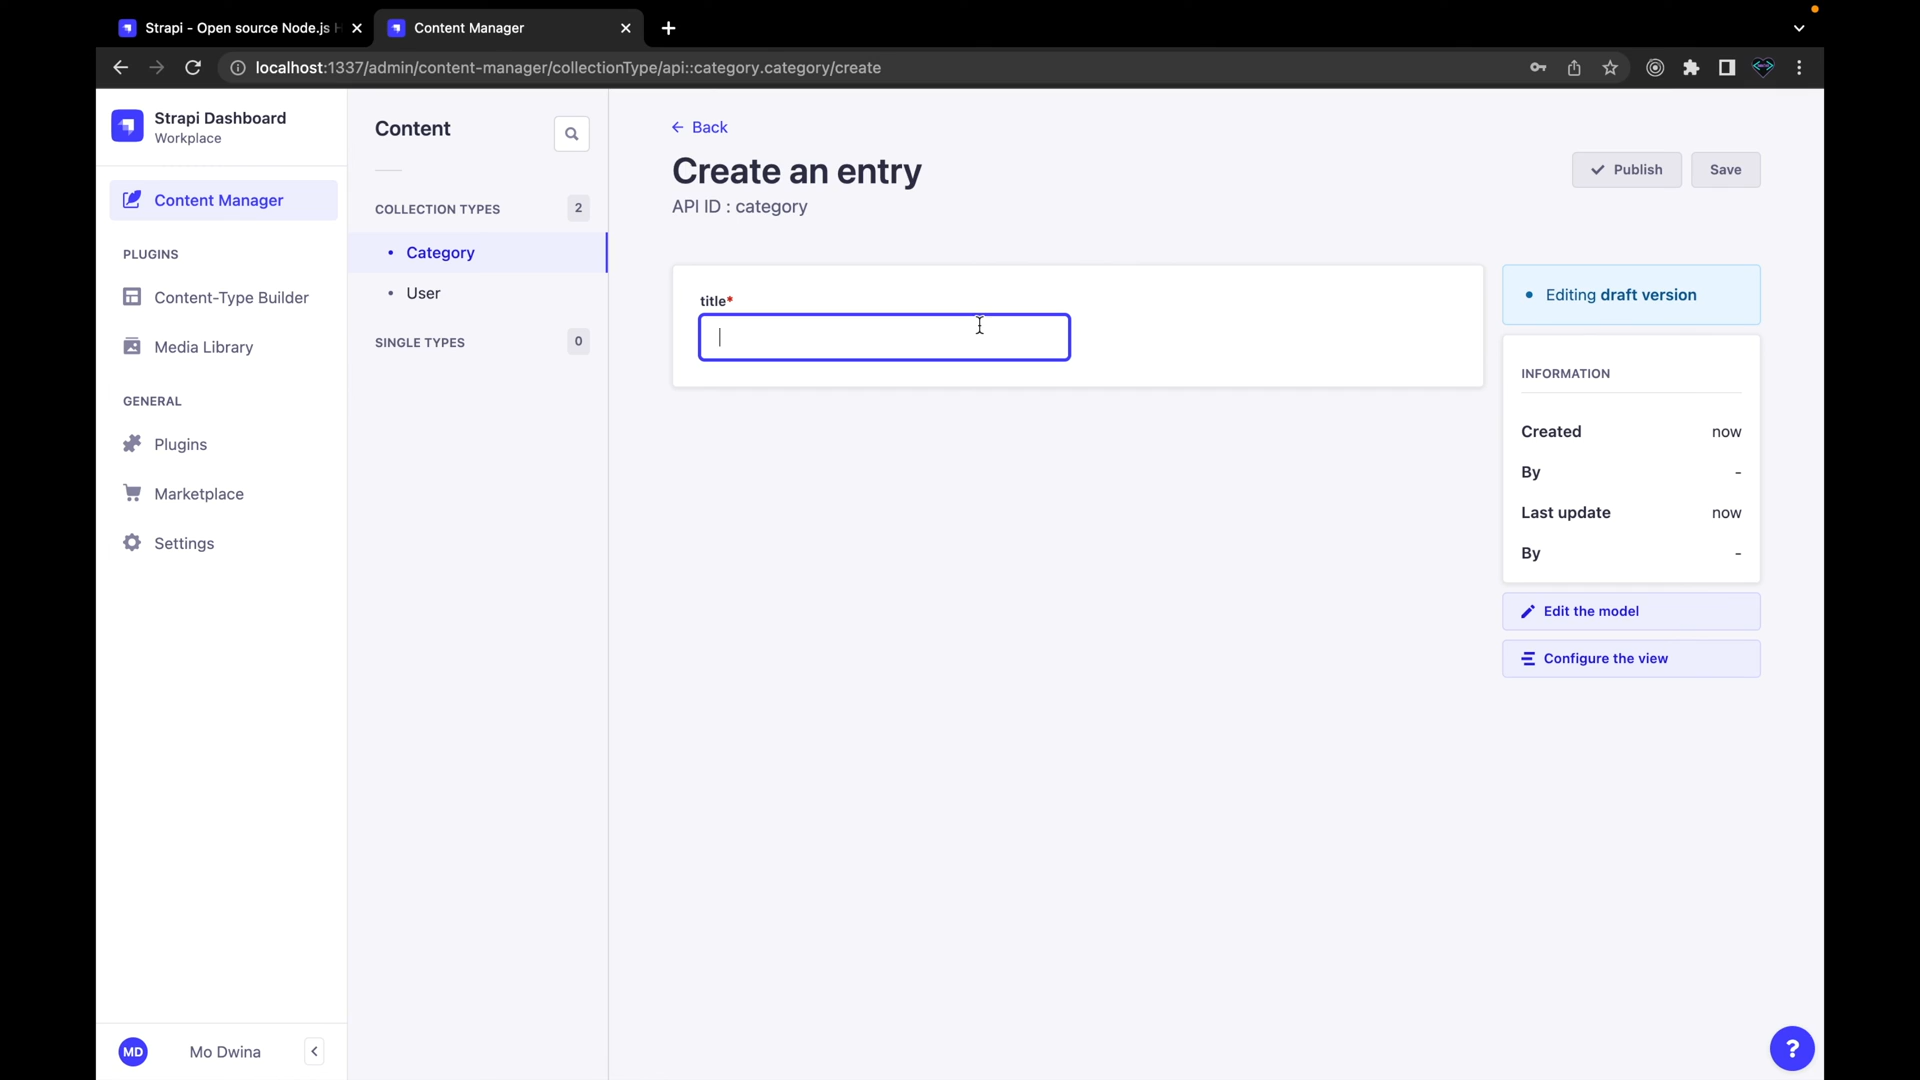 Strapi - Open source Node.js
Content Manager
localhost:1337/admin/content-manager/collectionType/api::category.category/create
Strapi Dashboard
Workplace
Content Manager
PLUGINS
Content-Type Builder
Media Library
GENERAL
Plugins
Marketplace
Settings
MD
Mo Dwina
Content
COLLECTION TYPES
2
Category
User
SINGLE TYPES
0
Back
Create an entry
API ID : category
Publish
Save
title*
Editing draft version
INFORMATION
Created
now
By
-
Last update
now
By
-
Edit the model
Configure the view
?